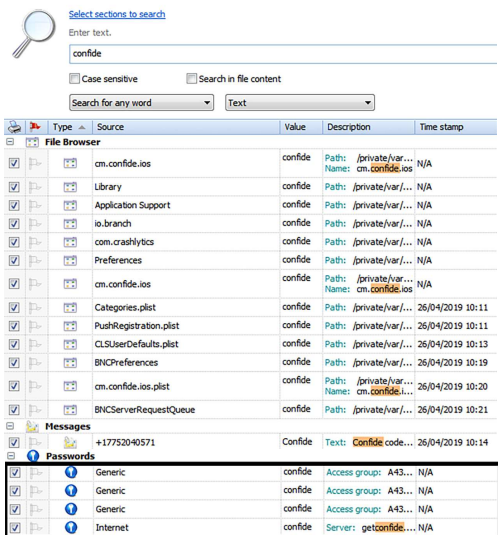 Select sections to search
Enter text.
confide
Case sensitive Search in file content
Search for any word Text
Type Source Value Description Time stamp
File Browser
cm.confide.ios confide Path: /private/var... N/A
Name: cm.confide.ios
Library confide Path: /private/var/... N/A
Application Support confide Path: /private/var/... N/A
io.branch confide Path: /private/var/... N/A
com.crashlytics confide Path: /private/var/... N/A
Preferences confide Path: /private/var/... N/A
cm.confide.ios confide Path: /private/var... N/A
Name: cm.confide.ios
Categories.plist confide Path: /private/var/... 26/04/2019 10:11
PushRegistration.plist confide Path: /private/var/... 26/04/2019 10:11
CLSUserDefaults.plist confide Path: /private/var/... 26/04/2019 10:13
BNCPreferences confide Path: /private/var/... 26/04/2019 10:19
cm.confide.ios.plist confide Path: /private/var... 26/04/2019 10:20
Name: cm.confide.i...
BNCServerRequestQueue confide Path: /private/var/... 26/04/2019 10:21
Messages
+17752040571 Confide Text: Confide code... 26/04/2019 10:14
Passwords
Generic confide Access group: A43... N/A
Generic confide Access group: A43... N/A
Generic confide Access group: A43... N/A
Internet confide Server: getconfide.... N/A